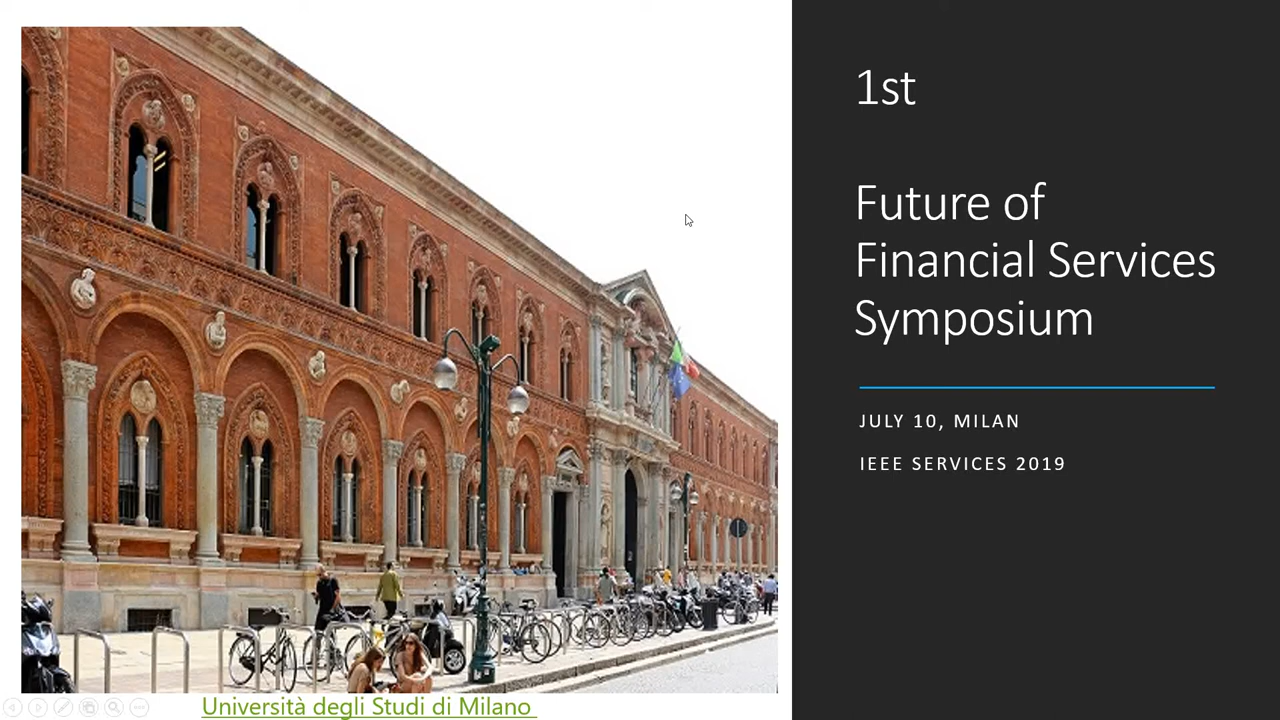 1st
Future of
Financial Services
Symposium
JULY 10, MILAN
IEEE SERVICES 2019
Università degli Studi di Milano